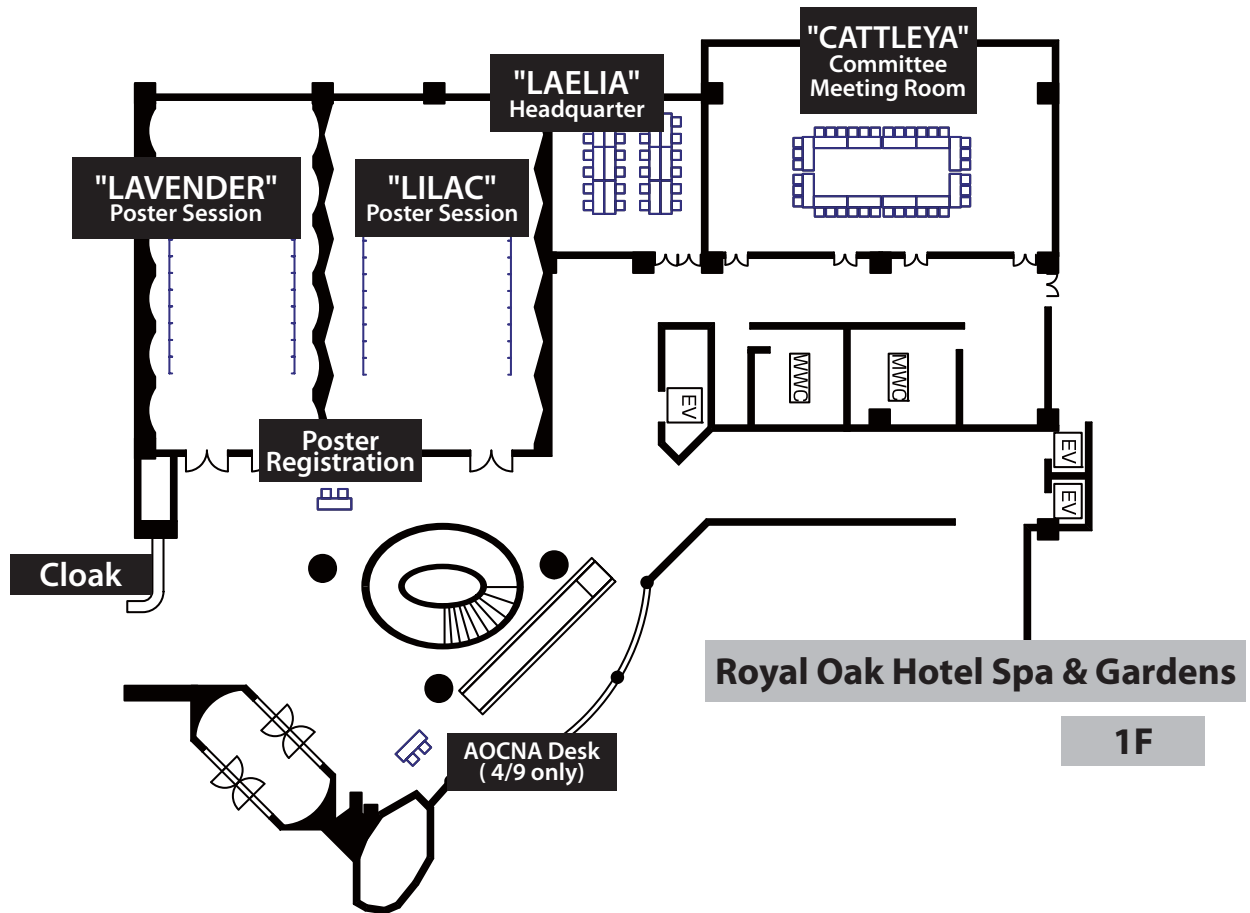 "CATTLEYA"
Committee
Meeting Room
"LAELIA"
Headquarter
"LAVENDER"
Poster Session
"LILAC"
Poster Session
WWC
MWC
EV
EV
EV
Poster
Registration
Cloak
Royal Oak Hotel Spa & Gardens
1F
AOCNA Desk
( 4/9 only)